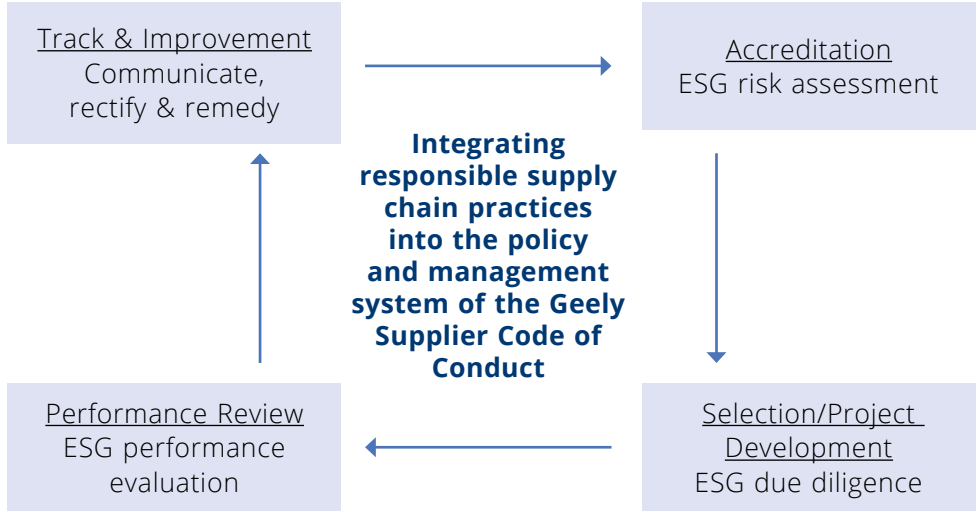 Track & Improvement
Communicate,
rectify & remedy
Accreditation
ESG risk assessment
Integrating
responsible supply
chain practices
into the policy
and management
system of the Geely
Supplier Code of
Conduct
Performance Review
ESG performance
evaluation
Selection/Project
Development
ESG due diligence